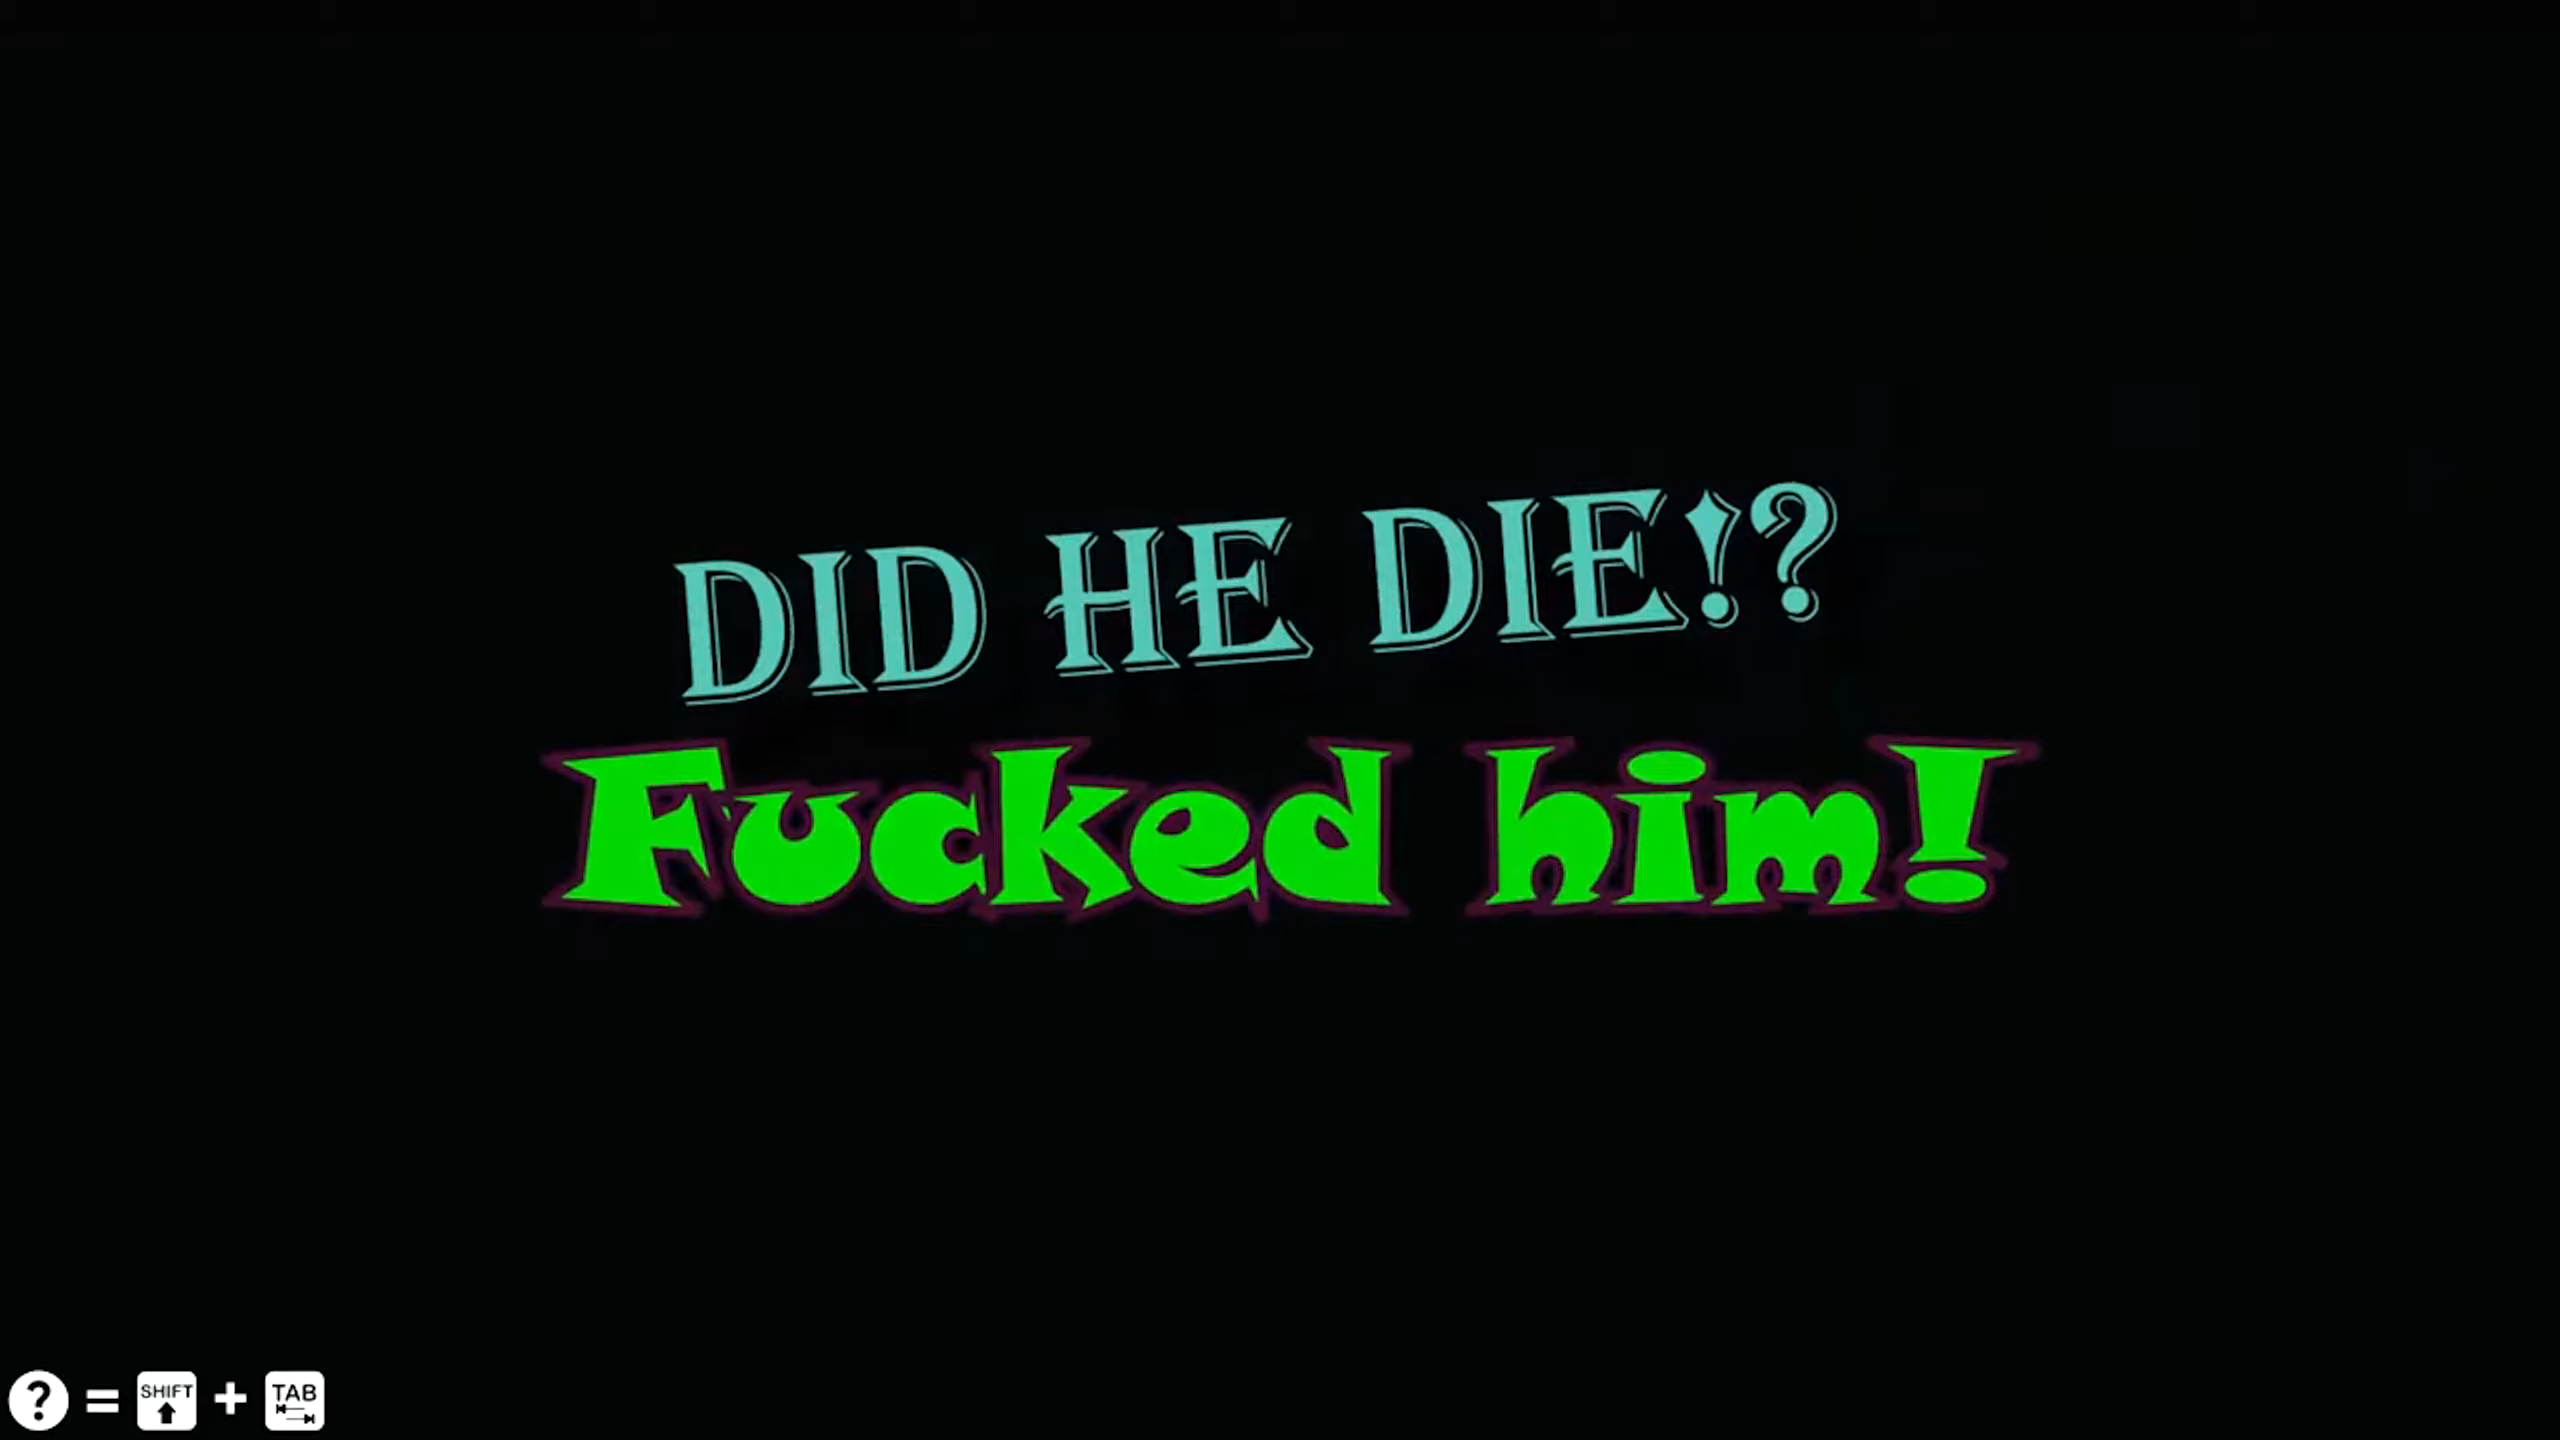 DID HE DIE!?
Fucked him!
? = SHIFT + TAB